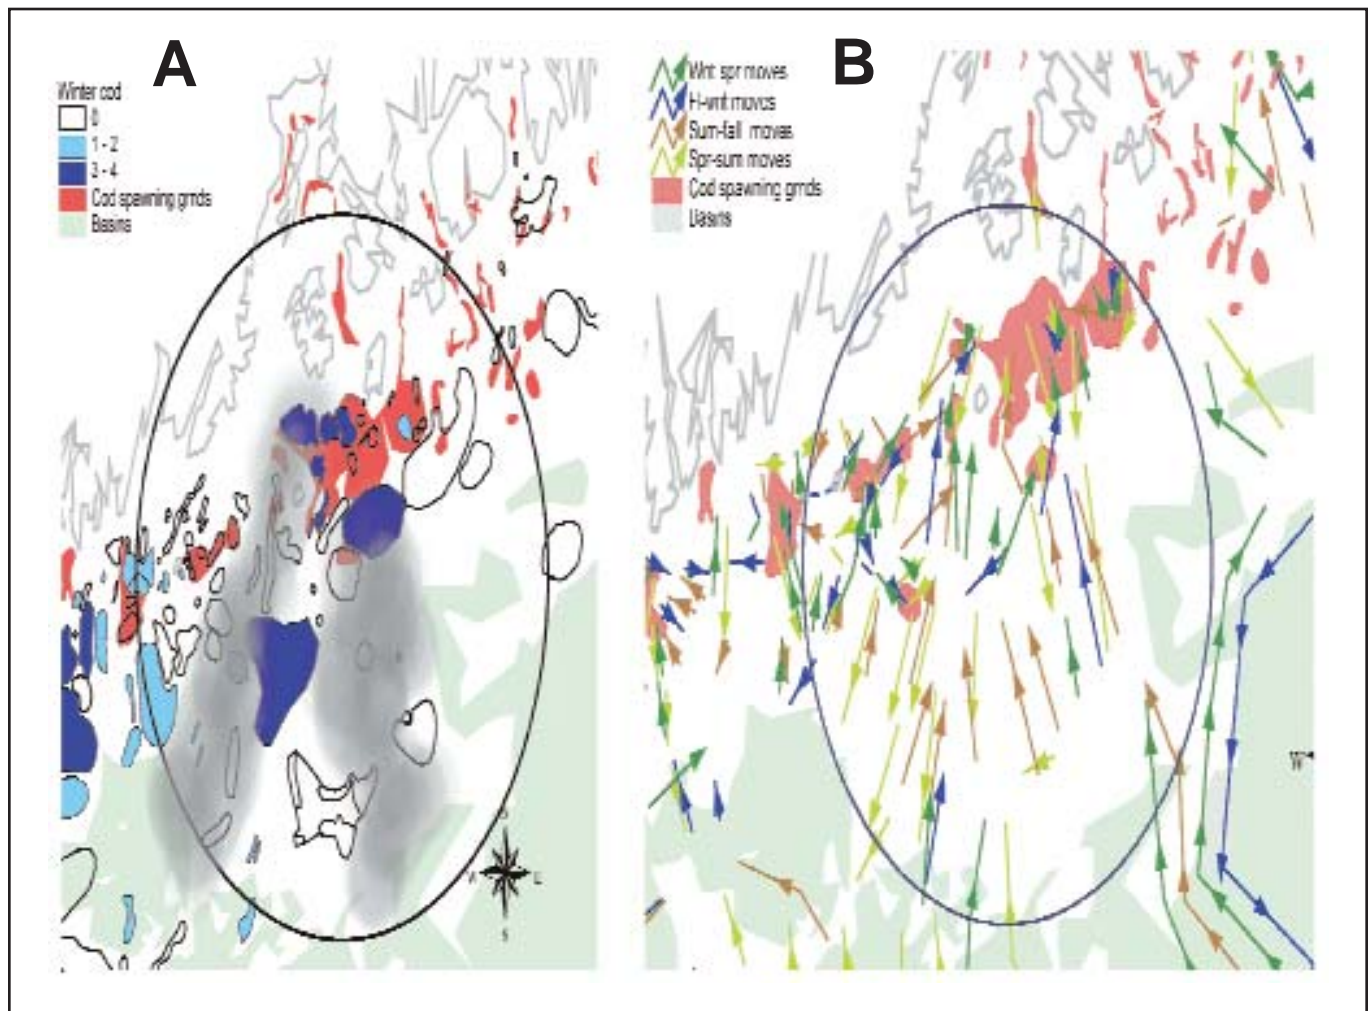 A
Winter cod
0
1 - 2
3 - 4
Cod spawning grnds
Basins
W E
S
B
Wnt spr moves
Fl-wnt moves
Sum-fall moves
Spr-sum moves
Cod spawning grnds
Basins
W